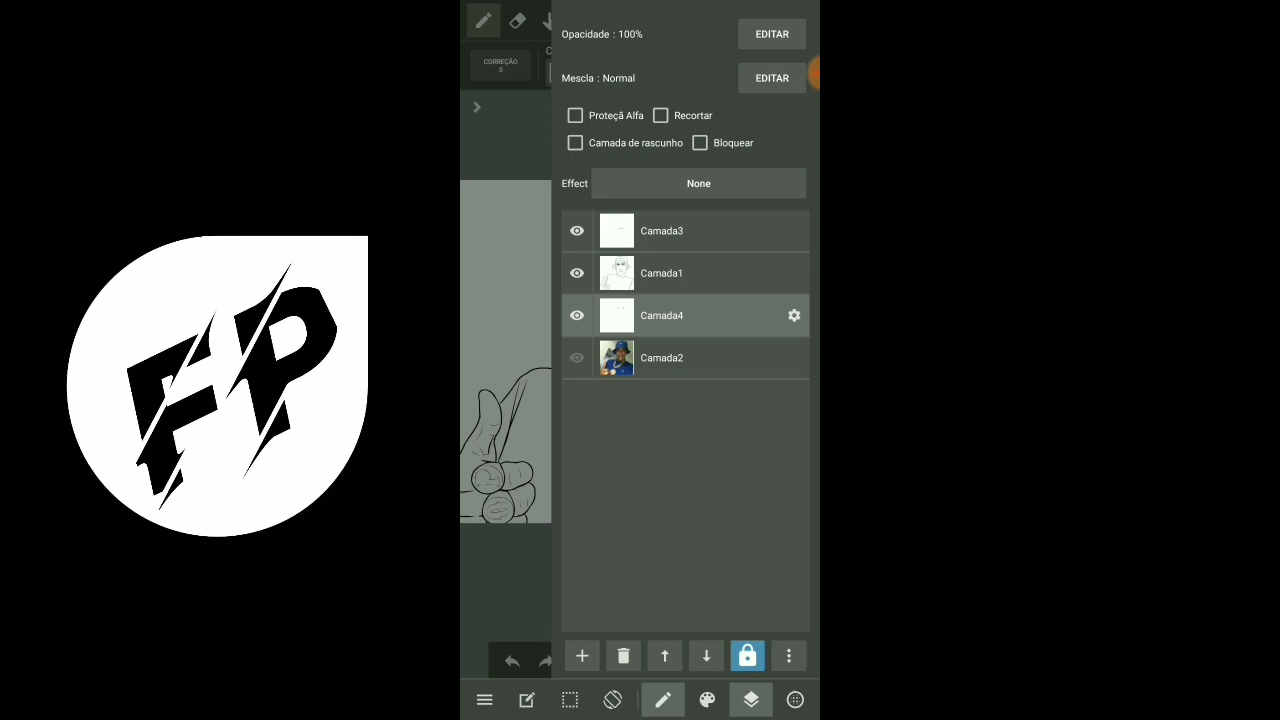 FP
CORREÇÃO
0
Opacidade : 100%
EDITAR
Mescla : Normal
EDITAR
Proteçã Alfa
Recortar
Camada de rascunho
Bloquear
Effect
None
Camada3
Camada1
Camada4
Camada2